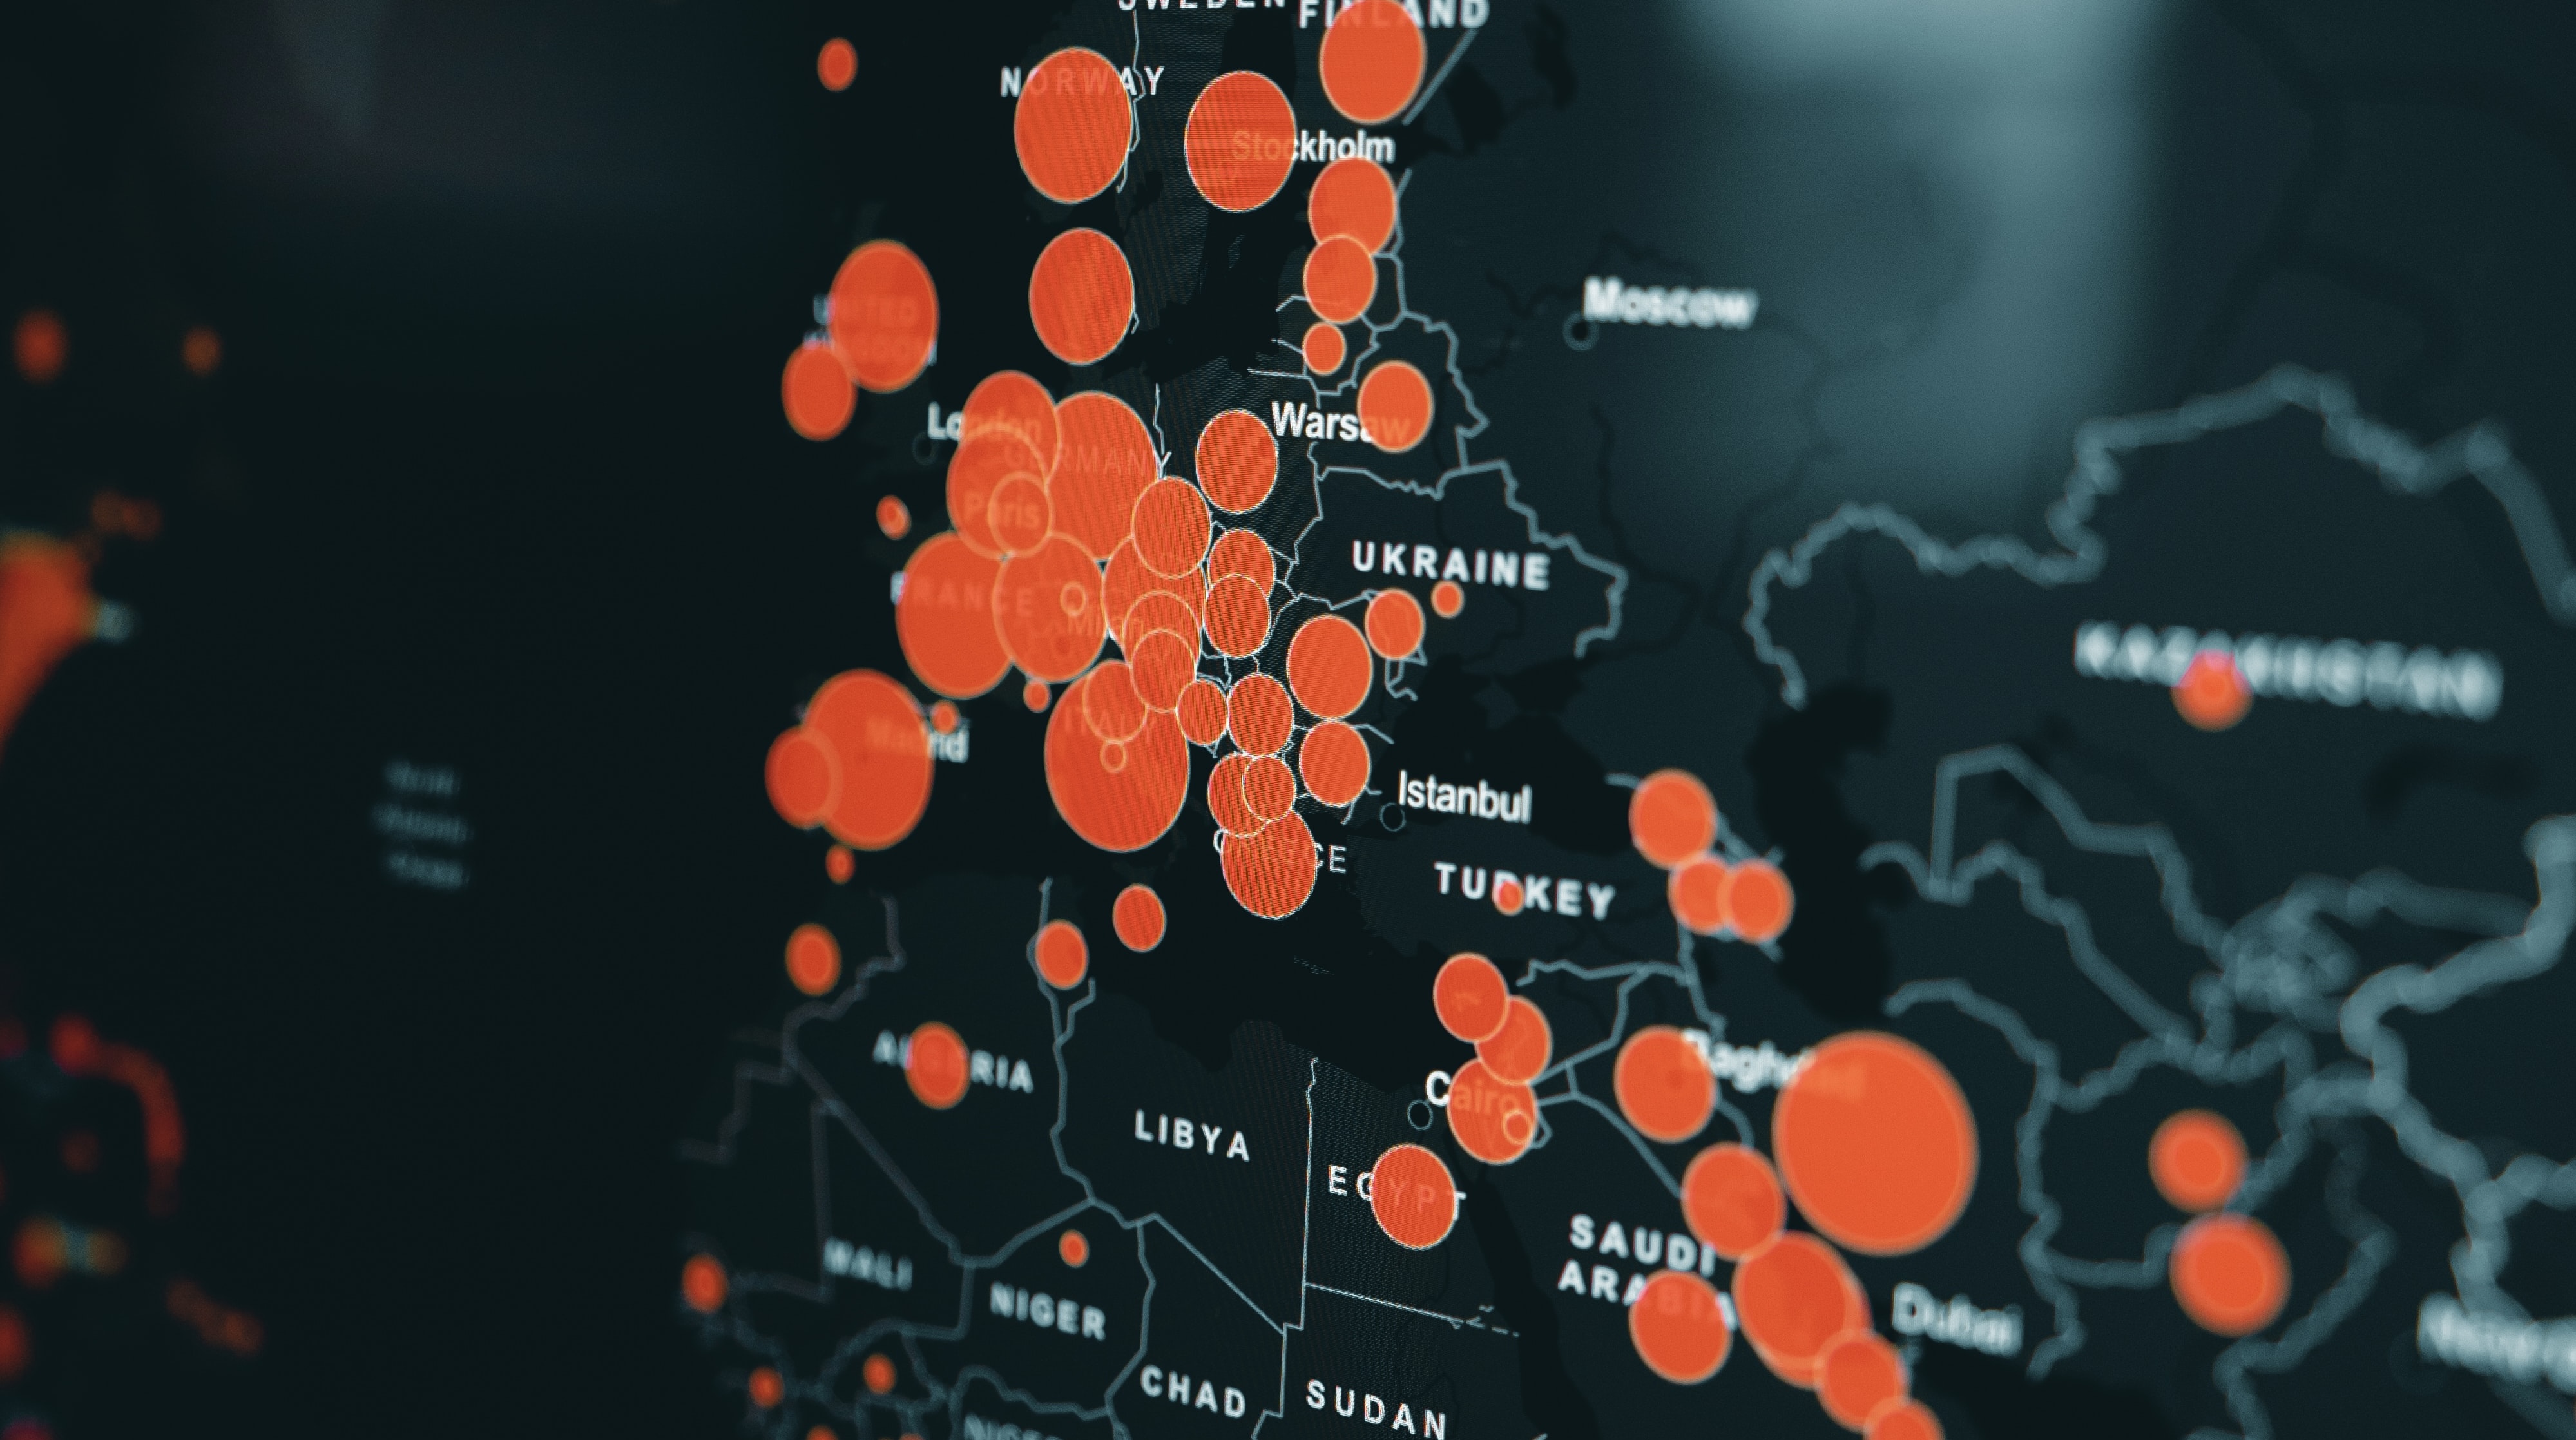 SWEDEN
FINLAND
NORWAY
Stockholm
Moscow
UNITED
KINGDOM
London
Warsaw
GERMANY
Paris
UKRAINE
FRANCE
Milan
KAZAKHSTAN
ITALY
Madrid
Istanbul
GREECE
TURKEY
Baghdad
ALGERIA
Cairo
LIBYA
EGYPT
SAUDI
ARABIA
MALI
NIGER
Dubai
CHAD
SUDAN